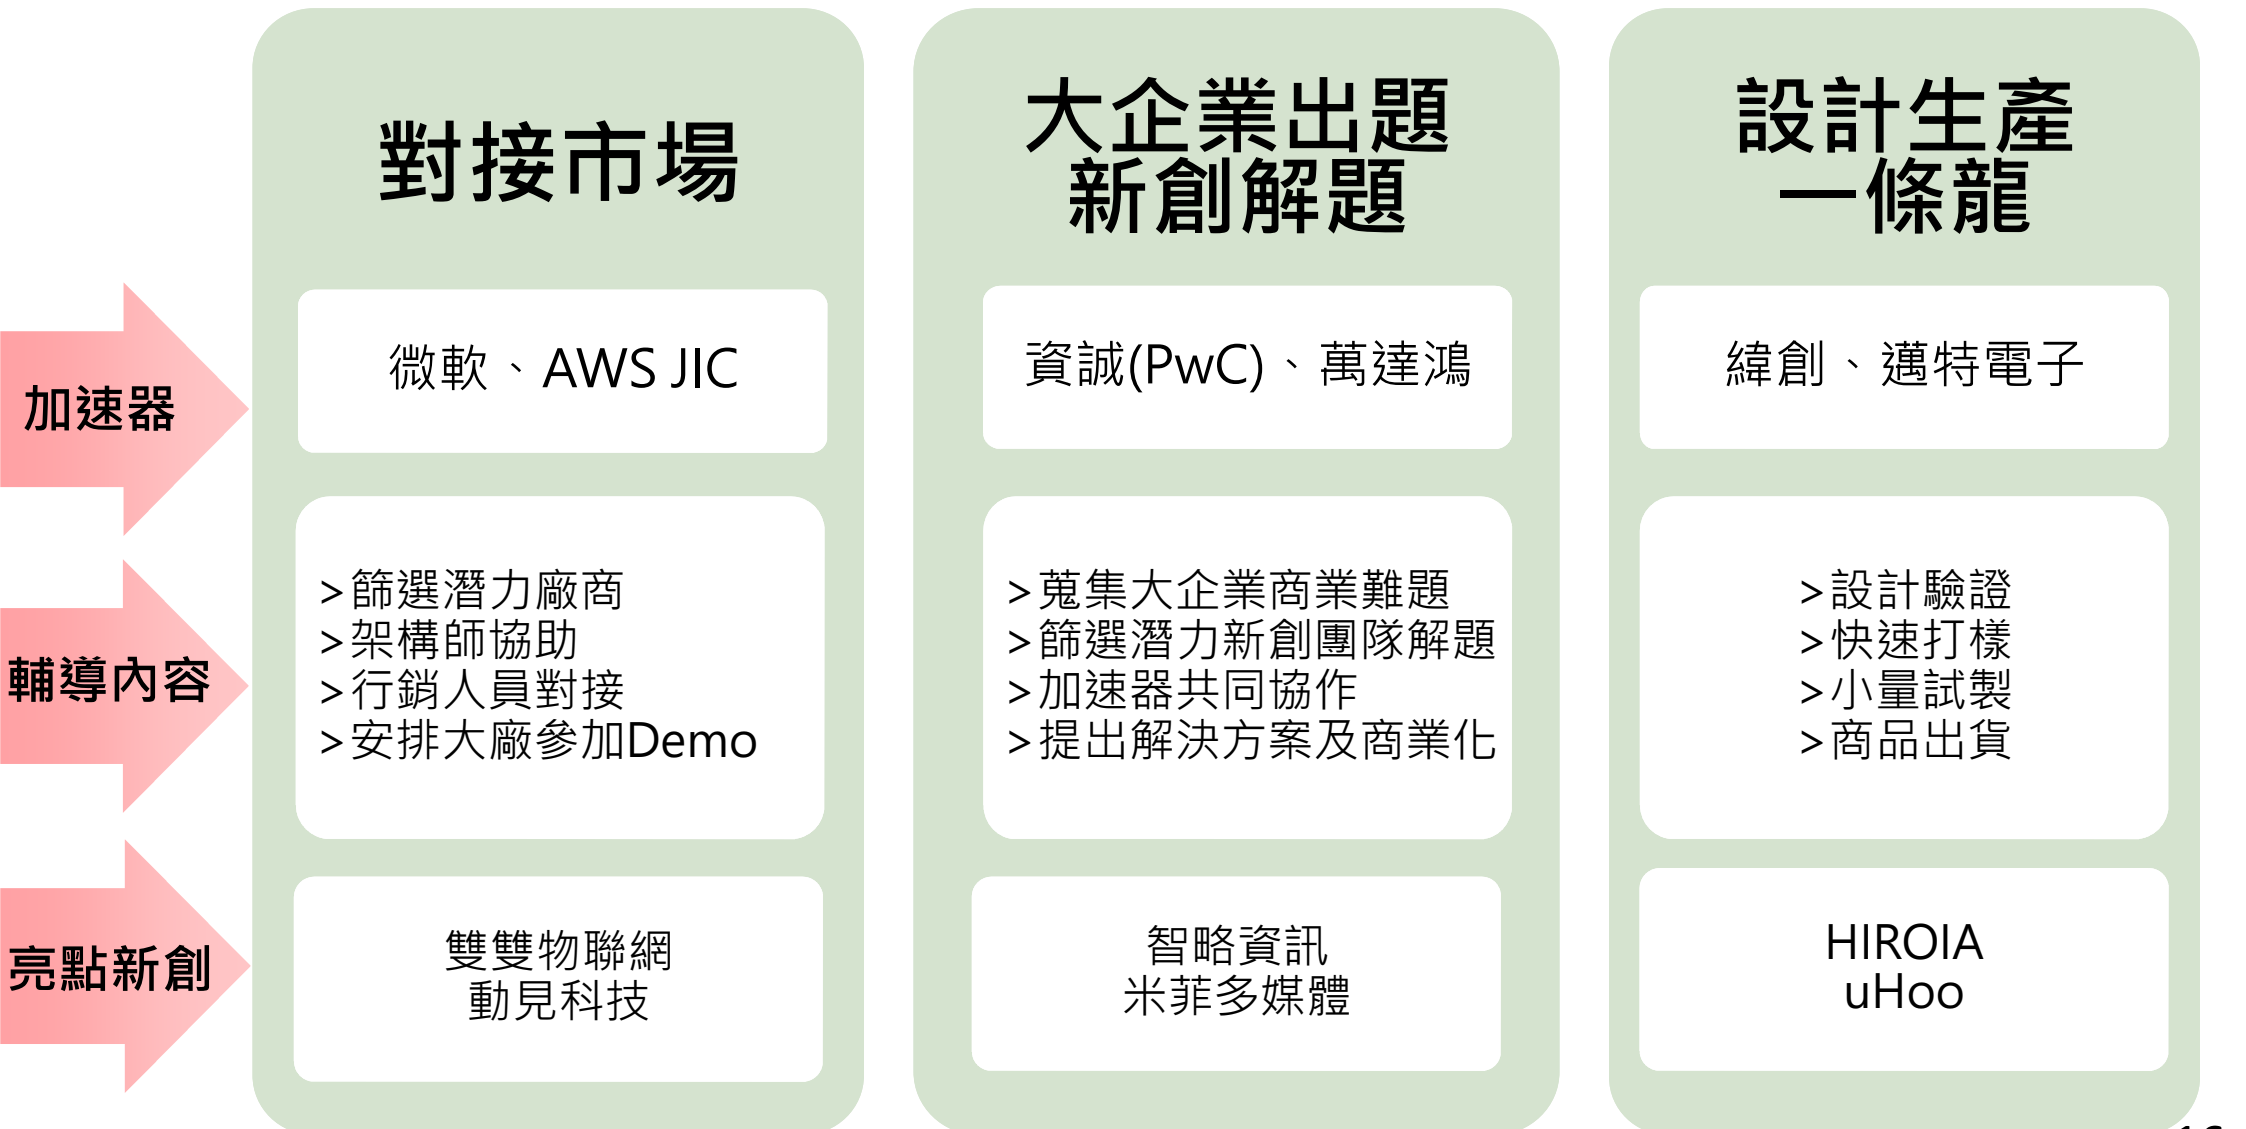 對接市場
大企業出題
新創解題
設計生產
一條龍
加速器
微軟、AWS JIC
資誠(PwC)、萬達鴻
緯創、邁特電子
輔導內容
>篩選潛力廠商
>架構師協助
>行銷人員對接
>安排大廠參加Demo
>蒐集大企業商業難題
>篩選潛力新創團隊解題
>加速器共同協作
>提出解決方案及商業化
>設計驗證
>快速打樣
>小量試製
>商品出貨
亮點新創
雙雙物聯網
動見科技
智略資訊
米菲多媒體
HIROIA
uHoo